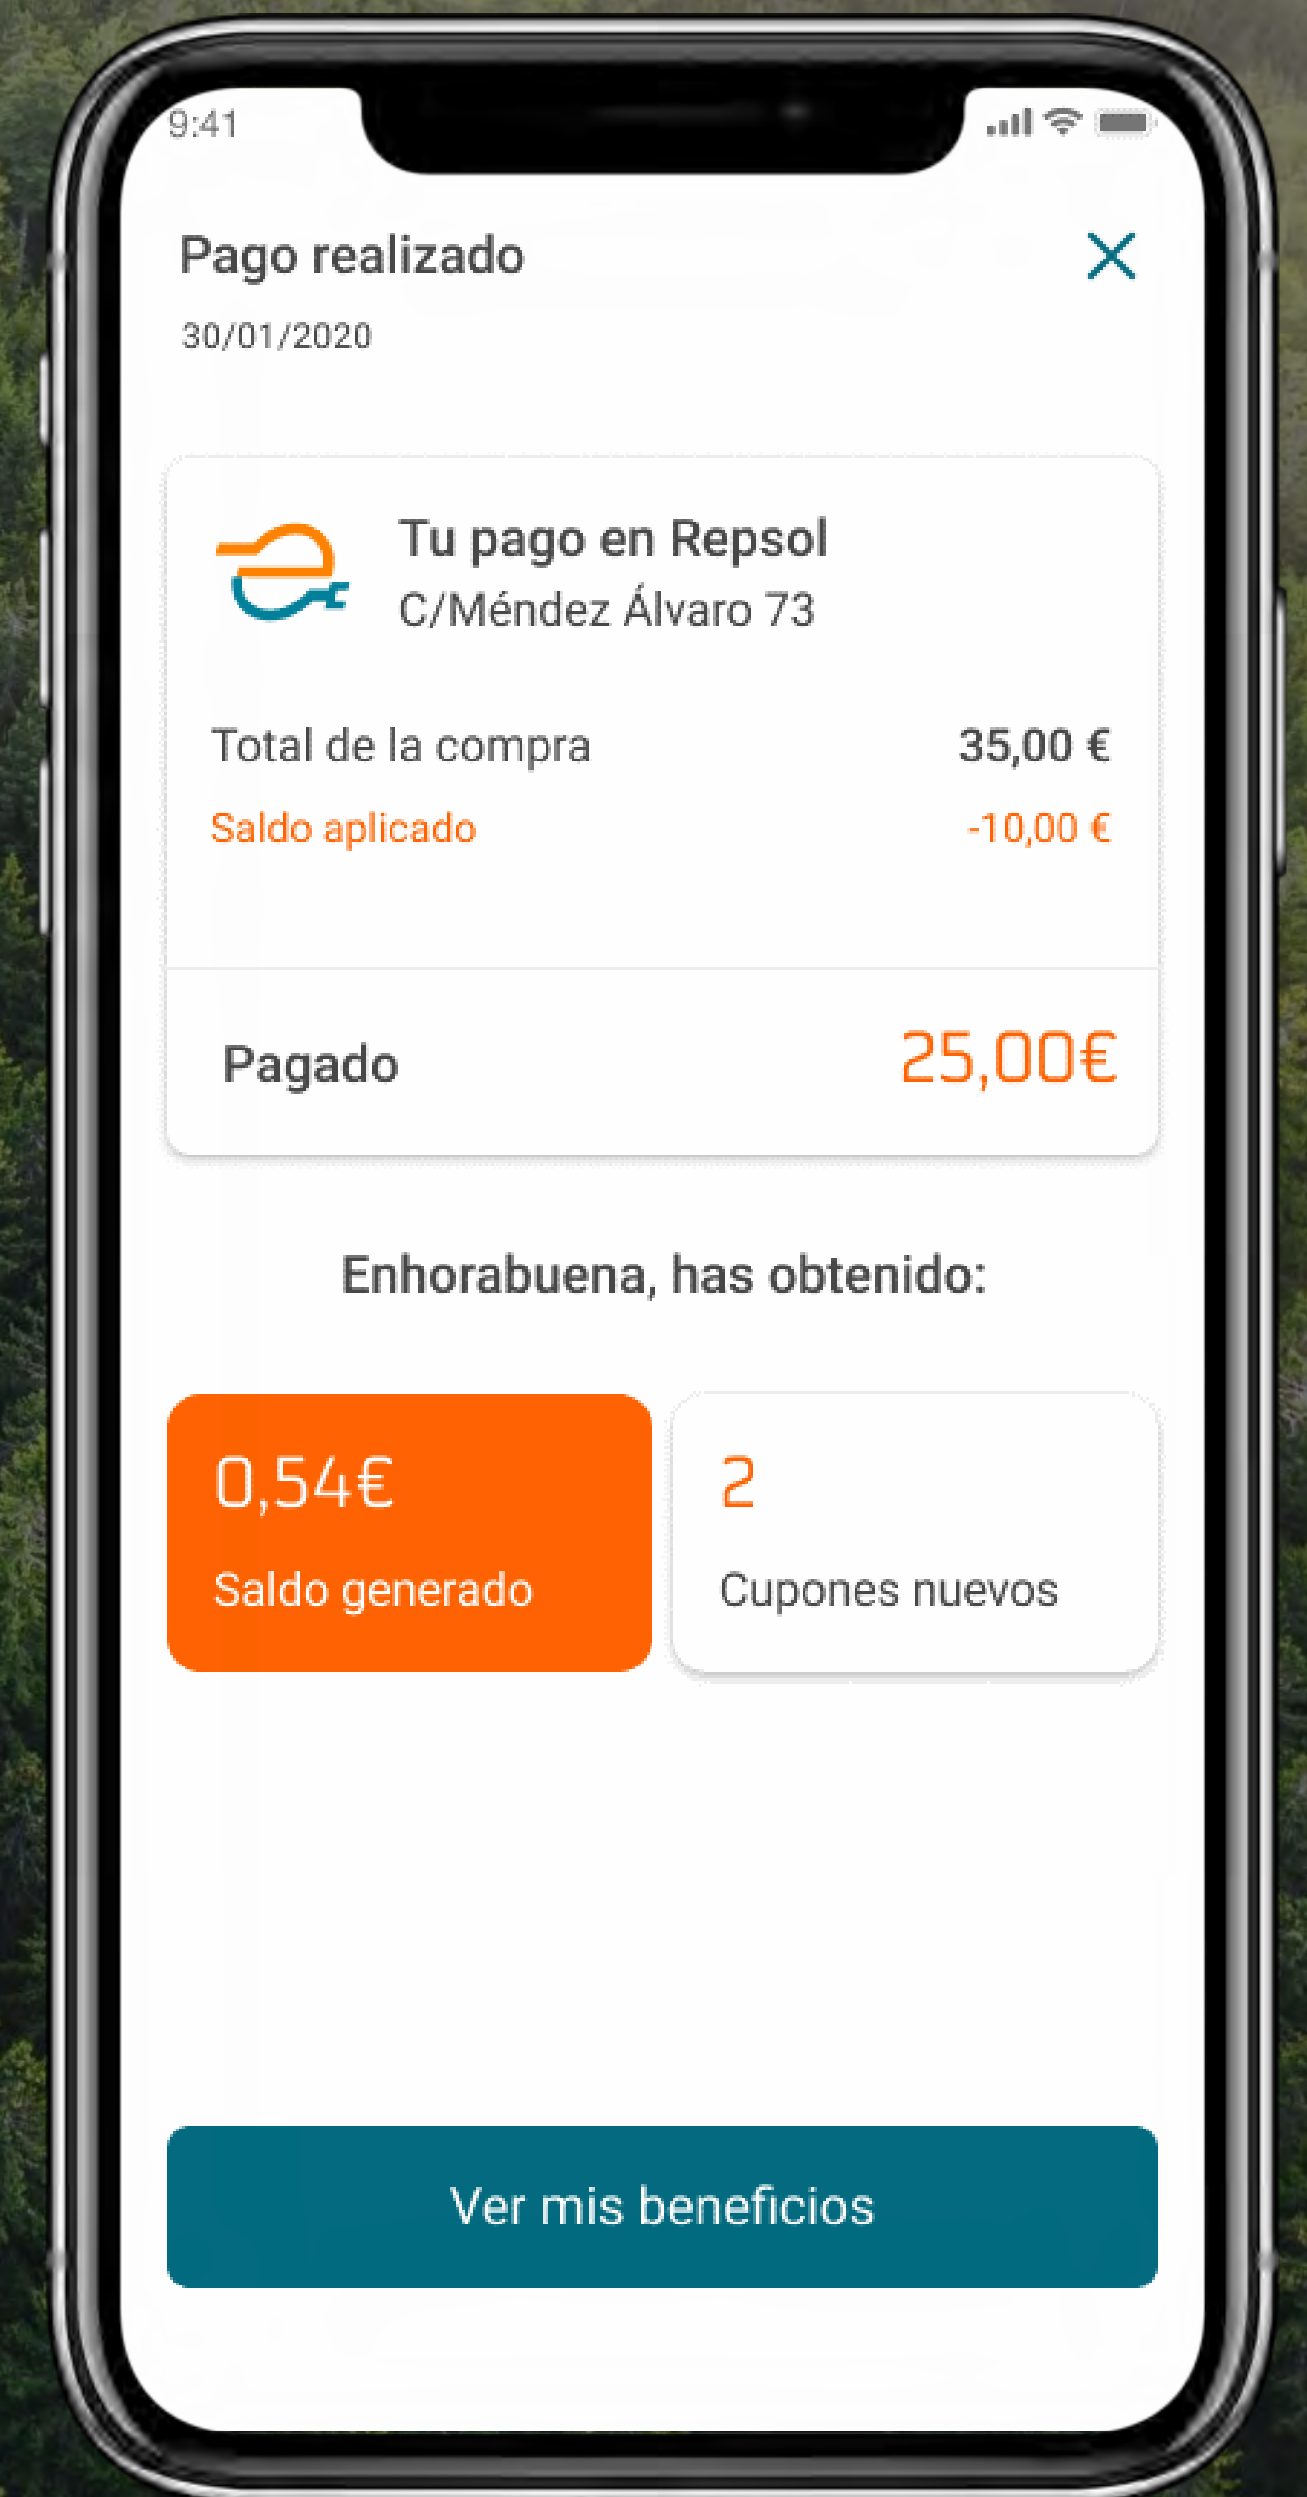 9:41
Pago realizado
30/01/2020
Tu pago en Repsol
C/Méndez Álvaro 73
Total de la compra 35,00 €
Saldo aplicado -10,00 €
Pagado 25,00€
Enhorabuena, has obtenido:
0,54€ 2
Saldo generado Cupones nuevos
Ver mis beneficios